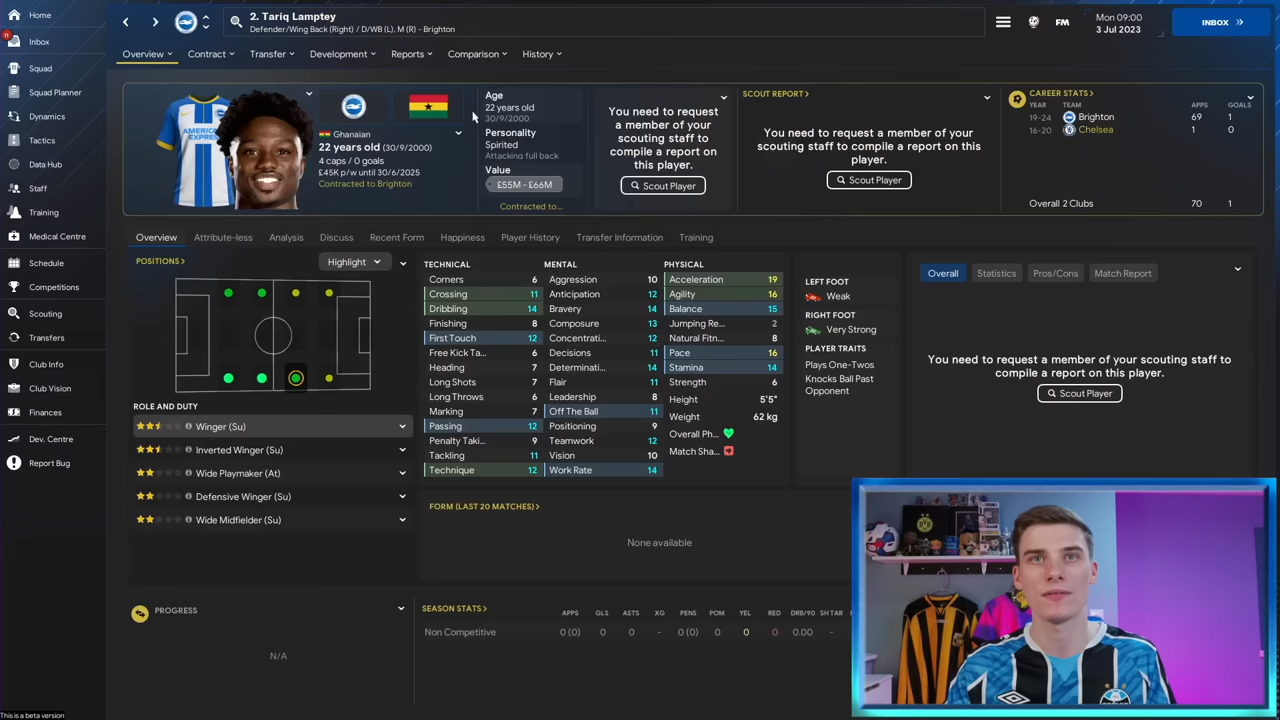 Home
11
Inbox
Squad
Squad Planner
Dynamics
Tactics
Data Hub
Staff
Training
Medical Centre
Schedule
Competitions
Scouting
Transfers
Club Info
Club Vision
Finances
Dev. Centre
Report Bug
This is a beta version
2. Tariq Lamptey
Defender/Wing Back (Right) / D/WB (L), M (R) - Brighton
FM
Mon 09:00
3 Jul 2023
INBOX
Overview
Contract
Transfer
Development
Reports
Comparison
History
AMERICAN
EXPRESS
Ghanaian
22 years old (30/9/2000)
4 caps / 0 goals
£45K p/w until 30/6/2025
Contracted to Brighton
Age
22 years old
30/9/2000
Personality
Spirited
Attacking full back
Value
£55M - £66M
Contracted to...
You need to request
a member of your
scouting staff to
compile a report on
this player.
Scout Player
SCOUT REPORT
You need to request a member of your
scouting staff to compile a report on this
player.
Scout Player
CAREER STATS
YEAR TEAM APPS GOALS
19-24 Brighton 69 1
16-20 Chelsea 1 0
Overall 2 Clubs 70 1
Overview
Attribute-less
Analysis
Discuss
Recent Form
Happiness
Player History
Transfer Information
Training
POSITIONS
Highlight
ROLE AND DUTY
Winger (Su)
Inverted Winger (Su)
Wide Playmaker (At)
Defensive Winger (Su)
Wide Midfielder (Su)
TECHNICAL
Corners 6
Crossing 11
Dribbling 14
Finishing 8
First Touch 12
Free Kick Ta... 6
Heading 7
Long Shots 7
Long Throws 6
Marking 7
Passing 12
Penalty Taki... 9
Tackling 11
Technique 12
MENTAL
Aggression 10
Anticipation 12
Bravery 14
Composure 13
Concentrati... 12
Decisions 11
Determinati... 14
Flair 11
Leadership 8
Off The Ball 11
Positioning 9
Teamwork 12
Vision 10
Work Rate 14
PHYSICAL
Acceleration 19
Agility 16
Balance 15
Jumping Re... 2
Natural Fitn... 8
Pace 16
Stamina 14
Strength 6
Height 5'5"
Weight 62 kg
Overall Ph...
Match Sha...
LEFT FOOT
Weak
RIGHT FOOT
Very Strong
PLAYER TRAITS
Plays One-Twos
Knocks Ball Past
Opponent
Overall
Statistics
Pros/Cons
Match Report
You need to request a member of your scouting staff to
compile a report on this player.
Scout Player
FORM (LAST 20 MATCHES)
None available
PROGRESS
N/A
SEASON STATS
APPS GLS ASTS XG PENS POM YEL RED DRB/90 SH TAR
Non Competitive 0 (0) 0 0 - 0 (0) 0 0 0 0.00 -